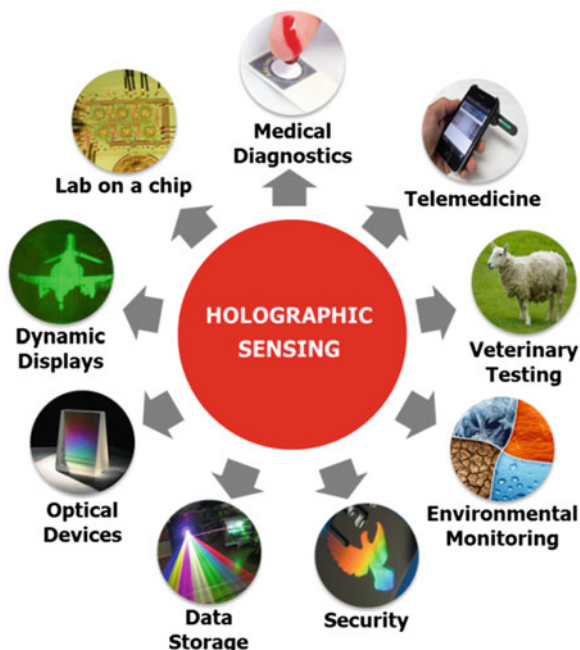 Medical
Diagnostics
Lab on a chip
Telemedicine
HOLOGRAPHIC
SENSING
Dynamic
Displays
Veterinary
Testing
Optical
Devices
Environmental
Monitoring
Data
Storage
Security